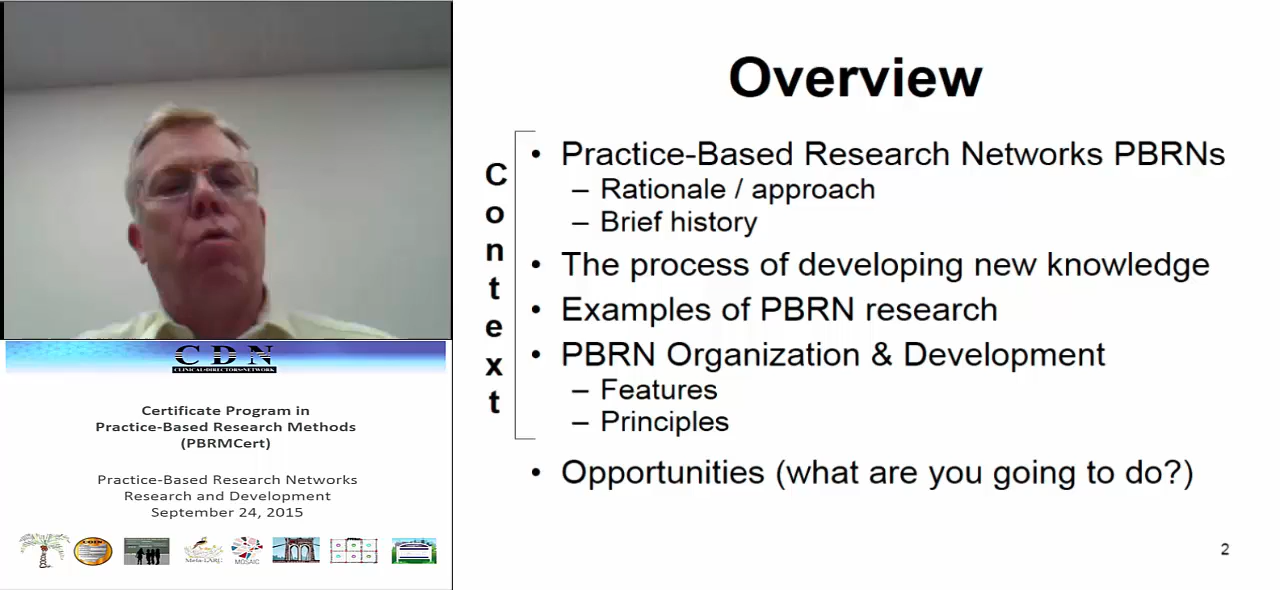 CDN
CLINICAL DIRECTORS NETWORK
Certificate Program in
Practice-Based Research Methods
(PBRMCert)
Practice-Based Research Networks
Research and Development
September 24, 2015
MOSAIC
Overview
Context
• Practice-Based Research Networks PBRNs
– Rationale / approach
– Brief history
• The process of developing new knowledge
• Examples of PBRN research
• PBRN Organization & Development
– Features
– Principles
• Opportunities (what are you going to do?)
2